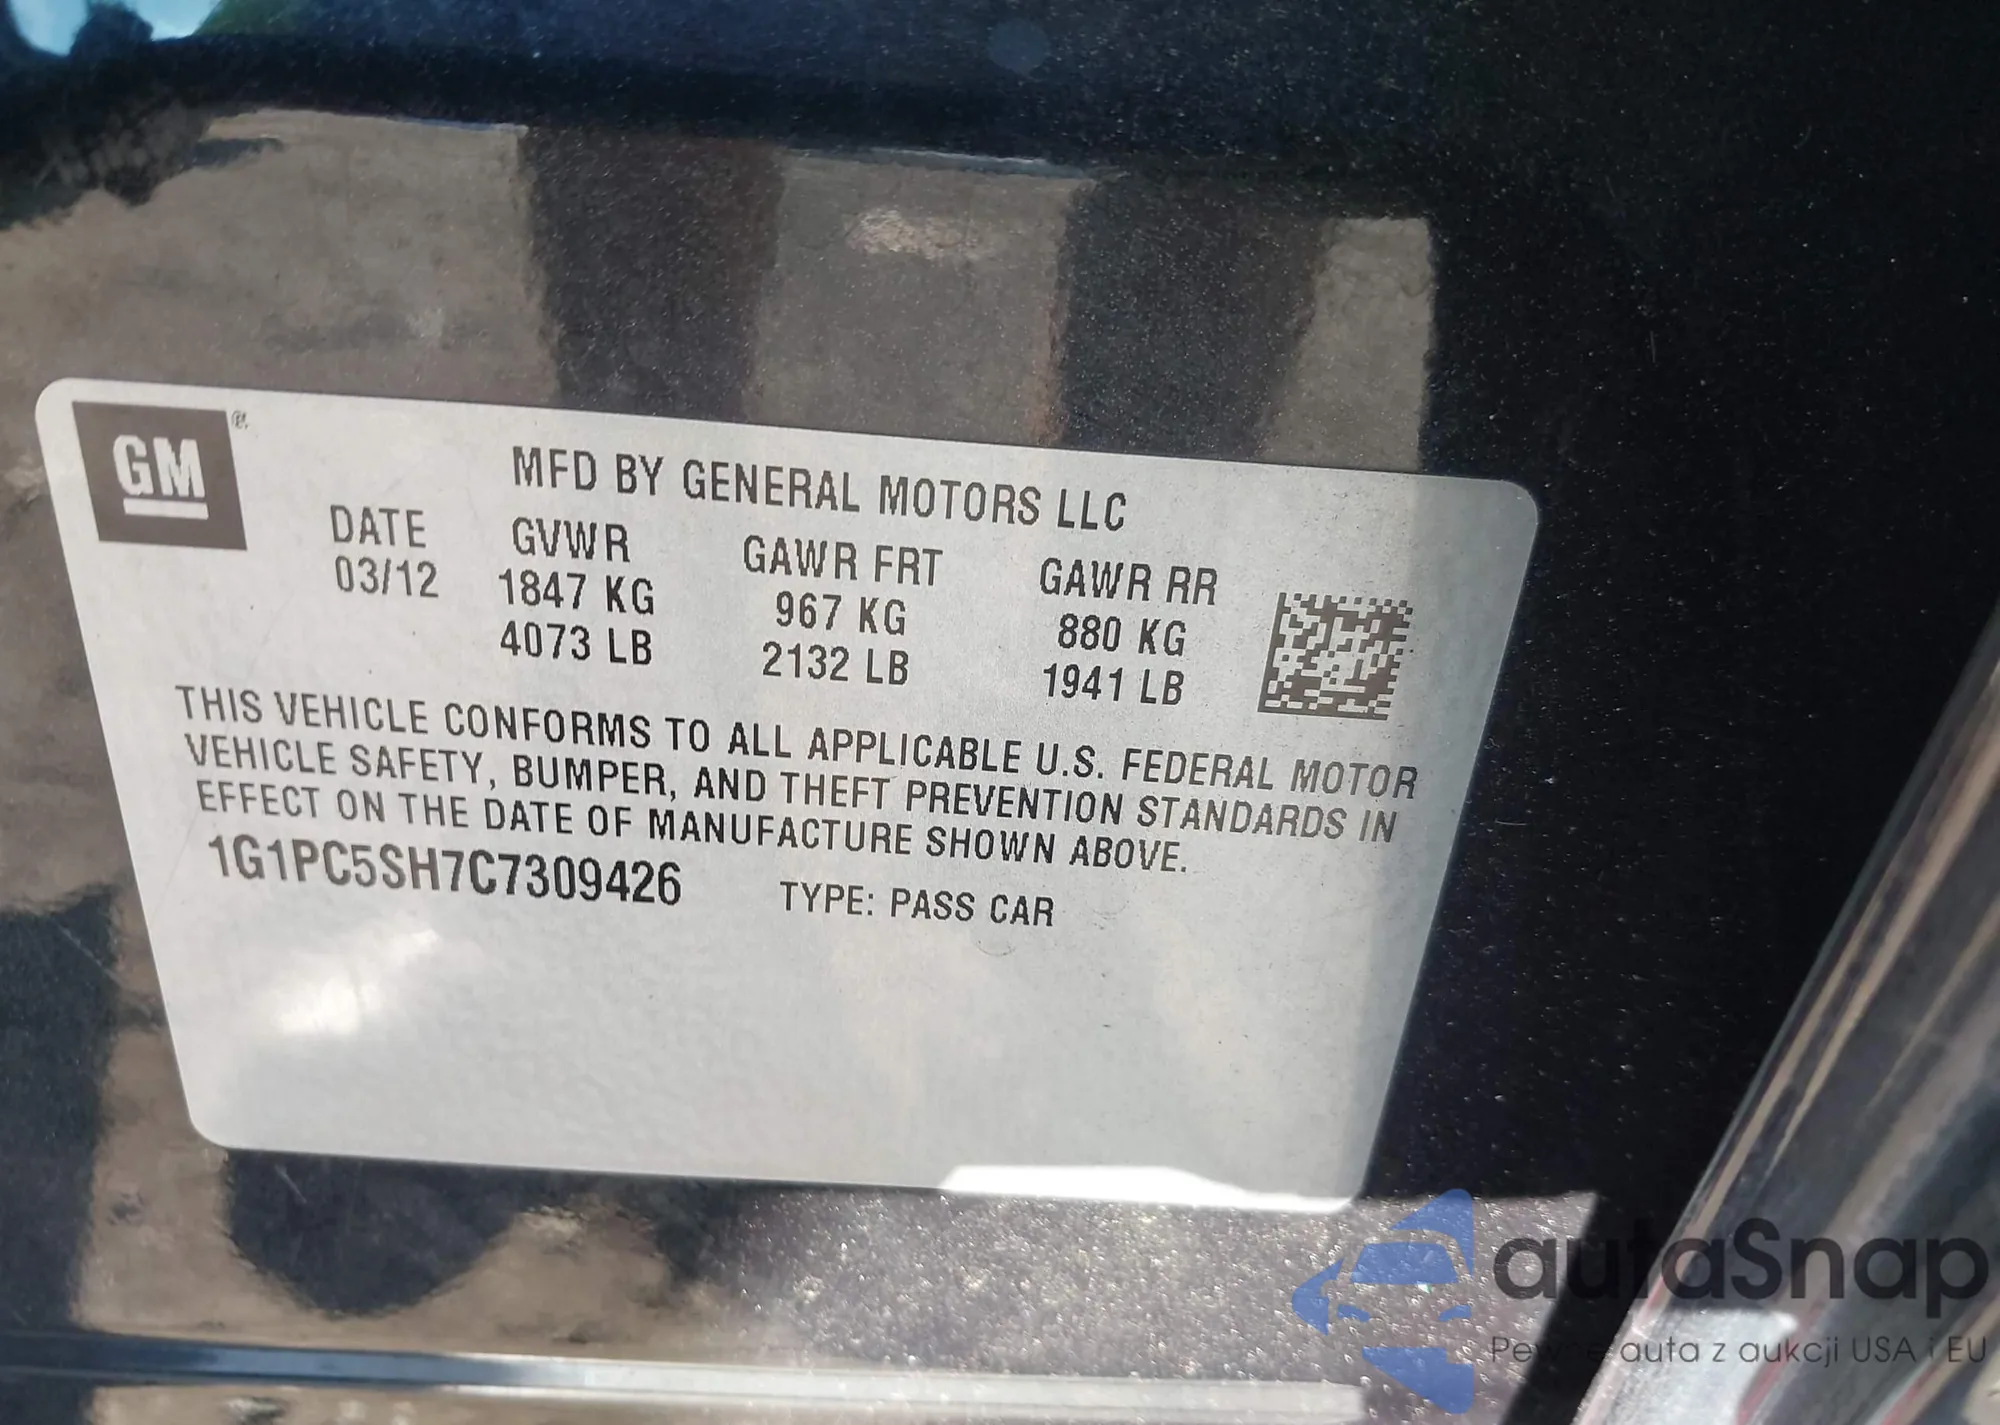 GM ®
MFD BY GENERAL MOTORS LLC
DATE GVWR GAWR FRT GAWR RR
03/12 1847 KG 967 KG 880 KG
4073 LB 2132 LB 1941 LB
THIS VEHICLE CONFORMS TO ALL APPLICABLE U.S. FEDERAL MOTOR
VEHICLE SAFETY, BUMPER, AND THEFT PREVENTION STANDARDS IN
EFFECT ON THE DATE OF MANUFACTURE SHOWN ABOVE.
1G1PC5SH7C7309426 TYPE: PASS CAR
autaSnap
Pewne auta z aukcji USA i EU